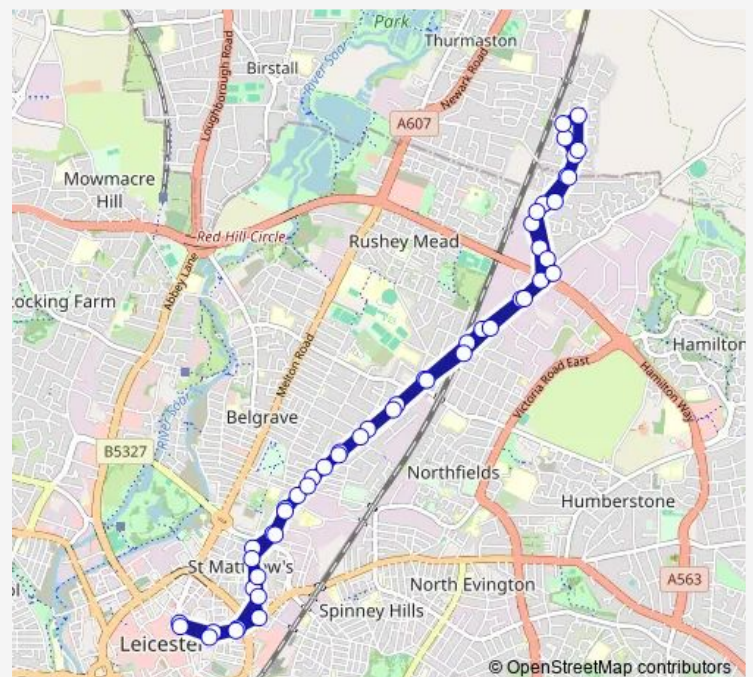 Park
Thurmaston
Birstall
River Soar
Loughborough Road
Newark Road
A607
Mowmacre
Hill
Red Hill Circle
Rushey Mead
Abbey Lane
ocking Farm
Hamilton
Melton Road
Victoria Road East
Hamilton Way
River Soar
Belgrave
B5327
Northfields
Humberstone
St Matthew's
North Evington
A563
Spinney Hills
Leicester
© OpenStreetMap contributors